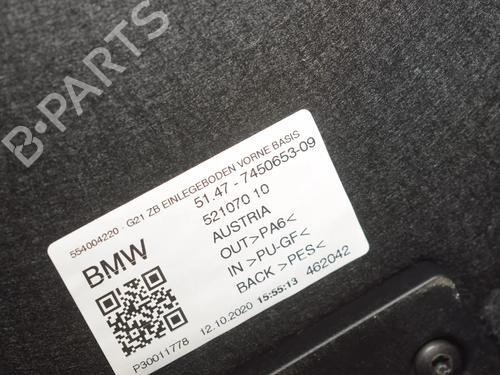 B-PARTS
554004220 · G21 ZB EINLEGEBODEN VORNE BASIS
51.47 - 7450653-09
BMW
521070 10
AUSTRIA
OUT>PA6<
IN >PU-GF<
BACK >PES<
P30011778 12.10.2020 15:55:13 462042